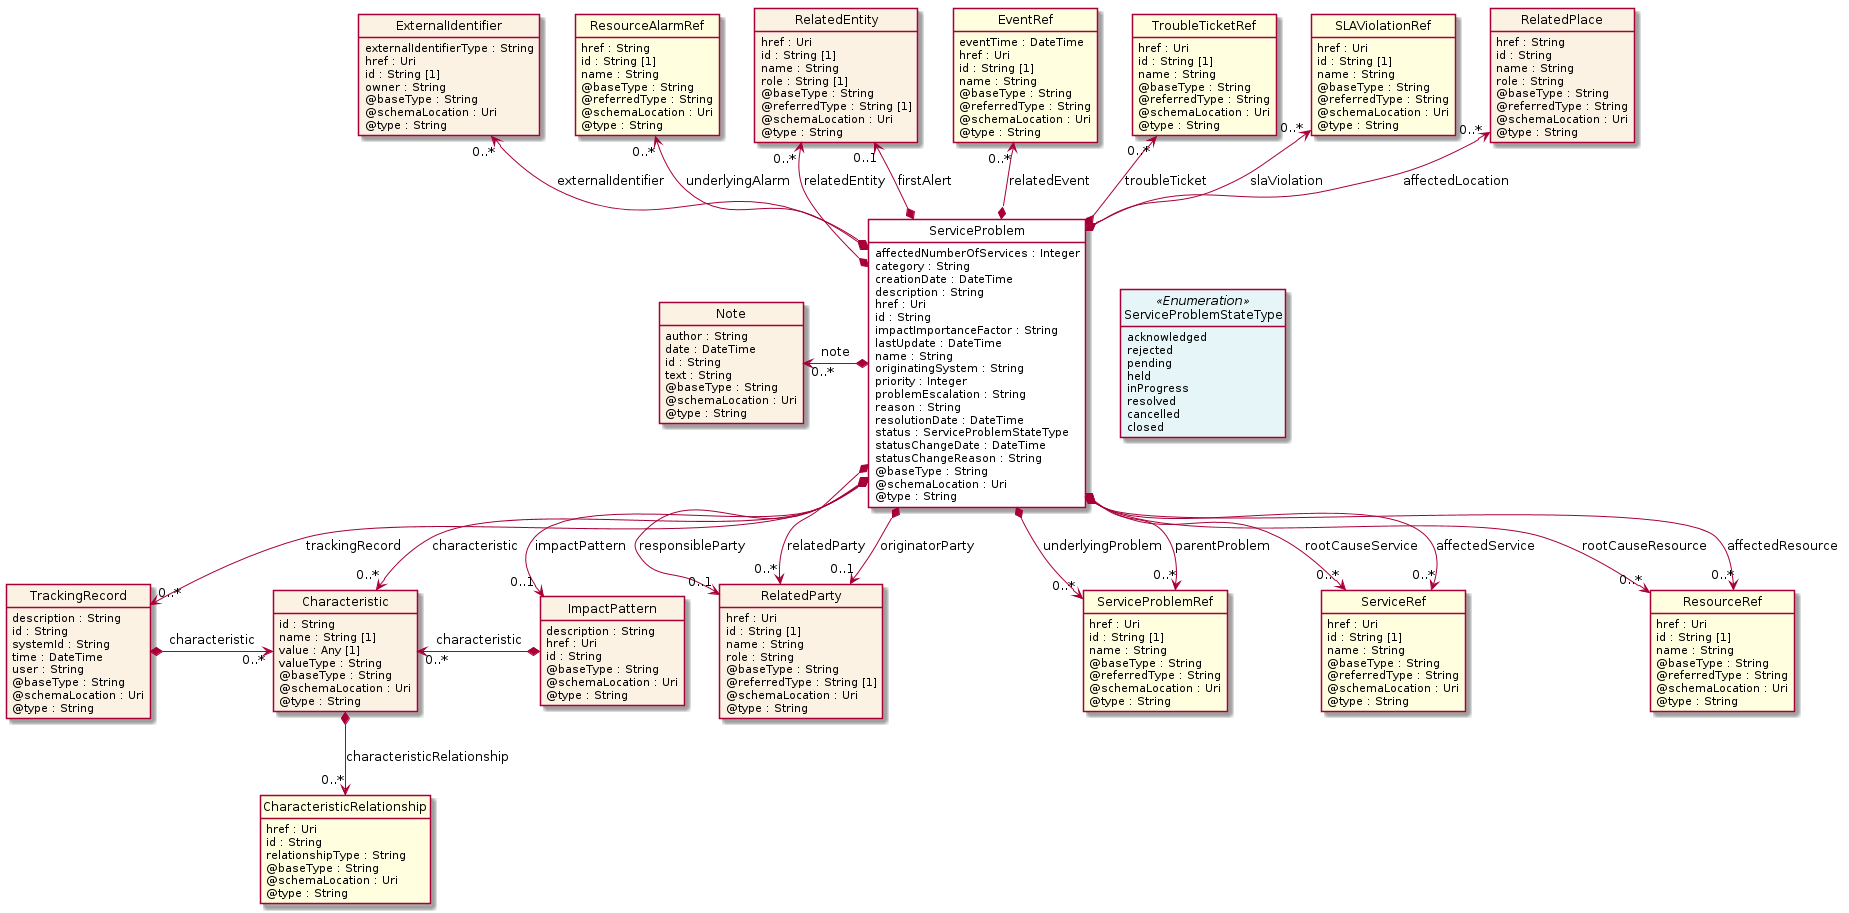 ExternalIdentifier
externalIdentifierType : String
href : Uri
id : String [1]
owner : String
@baseType : String
@schemaLocation : Uri
@type : String
ResourceAlarmRef
href : String
id : String [1]
name : String
@baseType : String
@referredType : String
@schemaLocation : Uri
@type : String
RelatedEntity
href : Uri
id : String [1]
name : String
role : String [1]
@baseType : String
@referredType : String [1]
@schemaLocation : Uri
@type : String
EventRef
eventTime : DateTime
href : Uri
id : String [1]
name : String
@baseType : String
@referredType : String
@schemaLocation : Uri
@type : String
TroubleTicketRef
href : Uri
id : String [1]
name : String
@baseType : String
@referredType : String
@schemaLocation : Uri
@type : String
SLAViolationRef
href : Uri
id : String [1]
name : String
@baseType : String
@referredType : String
@schemaLocation : Uri
@type : String
RelatedPlace
href : String
id : String
name : String
role : String
@baseType : String
@referredType : String
@schemaLocation : Uri
@type : String
0..*
0..*
0..*
0..1
0..*
0..*
0..*
0..*
externalIdentifier
underlyingAlarm
relatedEntity
firstAlert
relatedEvent
troubleTicket
slaViolation
affectedLocation
ServiceProblem
affectedNumberOfServices : Integer
category : String
creationDate : DateTime
description : String
href : Uri
id : String
impactImportanceFactor : String
lastUpdate : DateTime
name : String
originatingSystem : String
priority : Integer
problemEscalation : String
reason : String
resolutionDate : DateTime
status : ServiceProblemStateType
statusChangeDate : DateTime
statusChangeReason : String
@baseType : String
@schemaLocation : Uri
@type : String
Note
author : String
date : DateTime
id : String
text : String
@baseType : String
@schemaLocation : Uri
@type : String
note
0..*
«Enumeration»
ServiceProblemStateType
acknowledged
rejected
pending
held
inProgress
resolved
cancelled
closed
trackingRecord
characteristic
impactPattern
responsibleParty
relatedParty
originatorParty
underlyingProblem
parentProblem
rootCauseService
affectedService
rootCauseResource
affectedResource
0..*
0..*
0..1
0..1
0..*
0..1
0..*
0..*
0..*
0..*
0..*
0..*
TrackingRecord
description : String
id : String
systemId : String
time : DateTime
user : String
@baseType : String
@schemaLocation : Uri
@type : String
characteristic
0..*
Characteristic
id : String
name : String [1]
value : Any [1]
valueType : String
@baseType : String
@schemaLocation : Uri
@type : String
characteristic
0..*
ImpactPattern
description : String
href : Uri
id : String
@baseType : String
@schemaLocation : Uri
@type : String
RelatedParty
href : Uri
id : String [1]
name : String
role : String
@baseType : String
@referredType : String [1]
@schemaLocation : Uri
@type : String
ServiceProblemRef
href : Uri
id : String [1]
name : String
@baseType : String
@referredType : String
@schemaLocation : Uri
@type : String
ServiceRef
href : Uri
id : String [1]
name : String
@baseType : String
@referredType : String
@schemaLocation : Uri
@type : String
ResourceRef
href : Uri
id : String [1]
name : String
@baseType : String
@referredType : String
@schemaLocation : Uri
@type : String
characteristicRelationship
0..*
CharacteristicRelationship
href : Uri
id : String
relationshipType : String
@baseType : String
@schemaLocation : Uri
@type : String